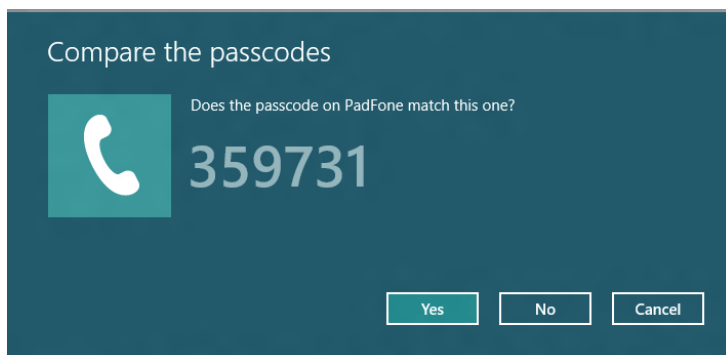 Compare the passcodes
Does the passcode on PadFone match this one?
359731
Yes No Cancel